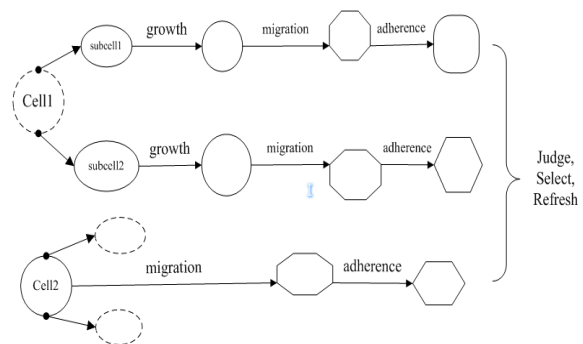 subcell1
growth
migration
adherence
Cell1
subcell2
growth
migration
adherence
Judge,
Select,
Refresh
Cell2
migration
adherence